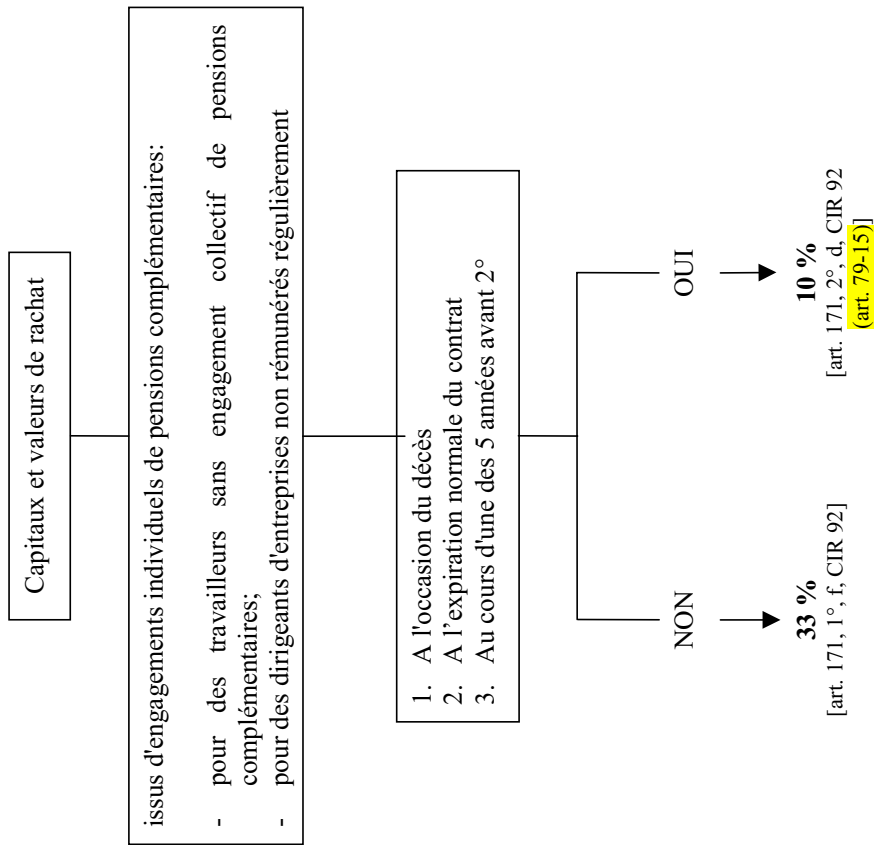 Capitaux et valeurs de rachat
issus d'engagements individuels de pensions complémentaires:
- pour des travailleurs sans engagement collectif de pensions
complémentaires;
- pour des dirigeants d'entreprises non rémunérés régulièrement
1. A l'occasion du décès
2. A l’expiration normale du contrat
3. Au cours d'une des 5 années avant 2°
NON
OUI
33 %
[art. 171, 1°, f, CIR 92]
10 %
[art. 171, 2°, d, CIR 92
(art. 79-15)]